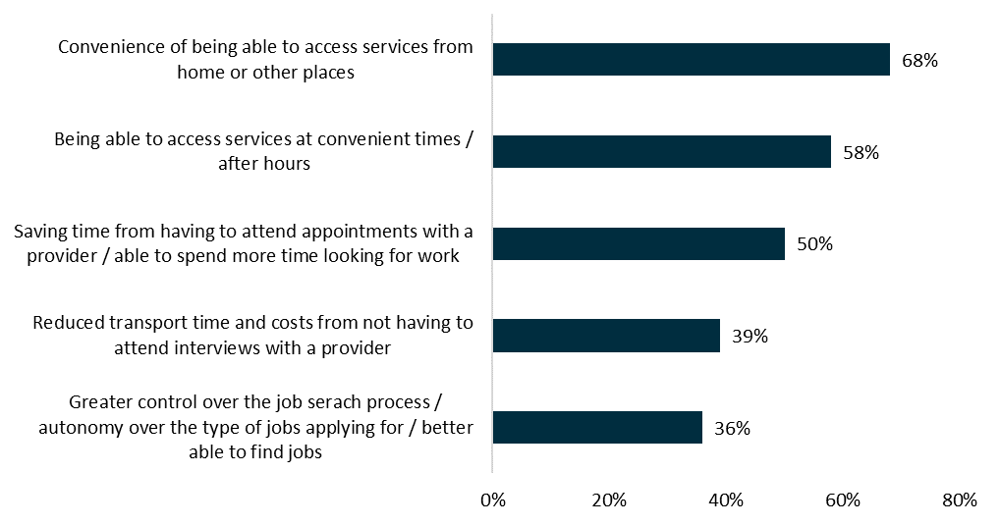 Convenience of being able to access services from
home or other places
68%
Being able to access services at convenient times /
after hours
58%
Saving time from having to attend appointments with a
provider / able to spend more time looking for work
50%
Reduced transport time and costs from not having to
attend interviews with a provider
39%
Greater control over the job serach process /
autonomy over the type of jobs applying for / better
able to find jobs
36%
0% 20% 40% 60% 80%